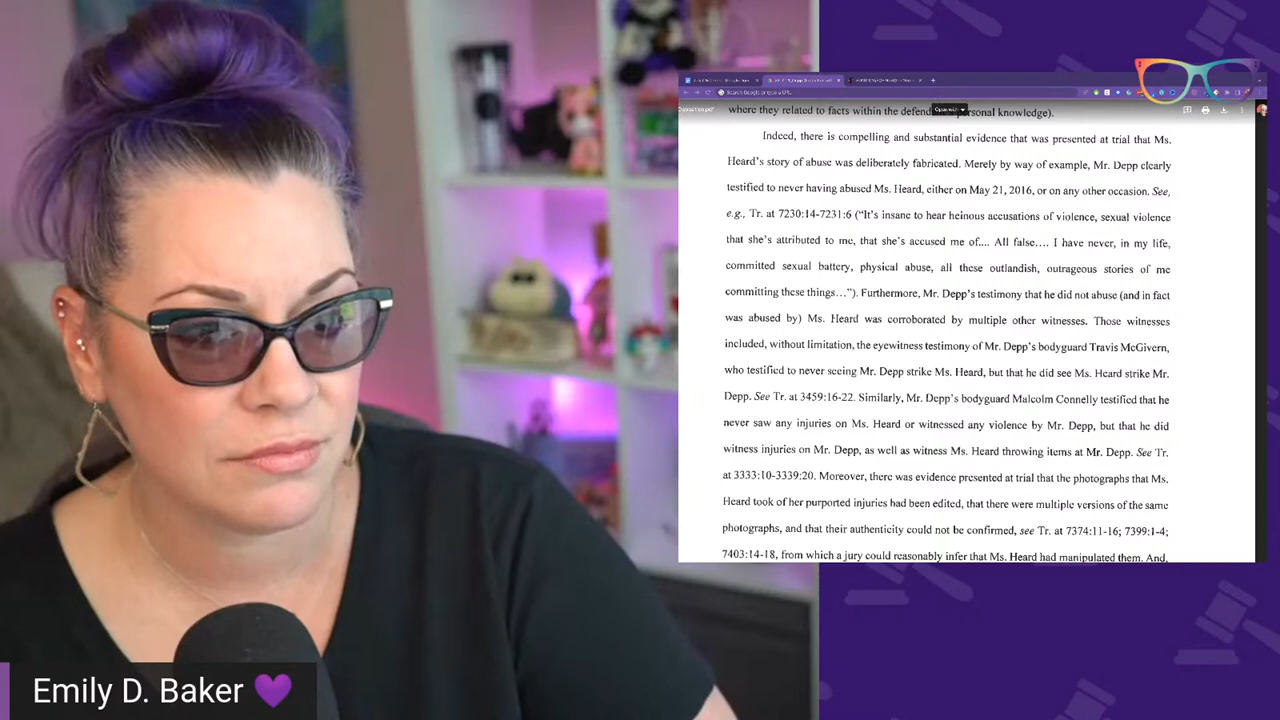 where they related to facts within the defend personal knowledge).
Indeed, there is compelling and substantial evidence that was presented at trial that Ms.
Heard's story of abuse was deliberately fabricated. Merely by way of example, Mr. Depp clearly
testified to never having abused Ms. Heard, either on May 21, 2016, or on any other occasion. See,
e.g., Tr. at 7230:14-7231:6 ("It's insane to hear heinous accusations of violence, sexual violence
that she's attributed to me, that she's accused me of.... All false.... I have never, in my life,
committed sexual battery, physical abuse, all these outlandish, outrageous stories of me
committing these things..."). Furthermore, Mr. Depp's testimony that he did not abuse (and in fact
was abused by) Ms. Heard was corroborated by multiple other witnesses. Those witnesses
included, without limitation, the eyewitness testimony of Mr. Depp's bodyguard Travis McGivern,
who testified to never seeing Mr. Depp strike Ms. Heard, but that he did see Ms. Heard strike Mr.
Depp. See Tr. at 3459:16-22. Similarly, Mr. Depp's bodyguard Malcolm Connelly testified that he
never saw any injuries on Ms. Heard or witnessed any violence by Mr. Depp, but that he did
witness injuries on Mr. Depp, as well as witness Ms. Heard throwing items at Mr. Depp. See Tr.
at 3333:10-3339:20. Moreover, there was evidence presented at trial that the photographs that Ms.
Heard took of her purported injuries had been edited, that there were multiple versions of the same
photographs, and that their authenticity could not be confirmed, see Tr. at 7374:11-16; 7399:1-4;
7403:14-18, from which a jury could reasonably infer that Ms. Heard had manipulated them. And,
Search Google or type a URL
Open with
Emily D. Baker 💜